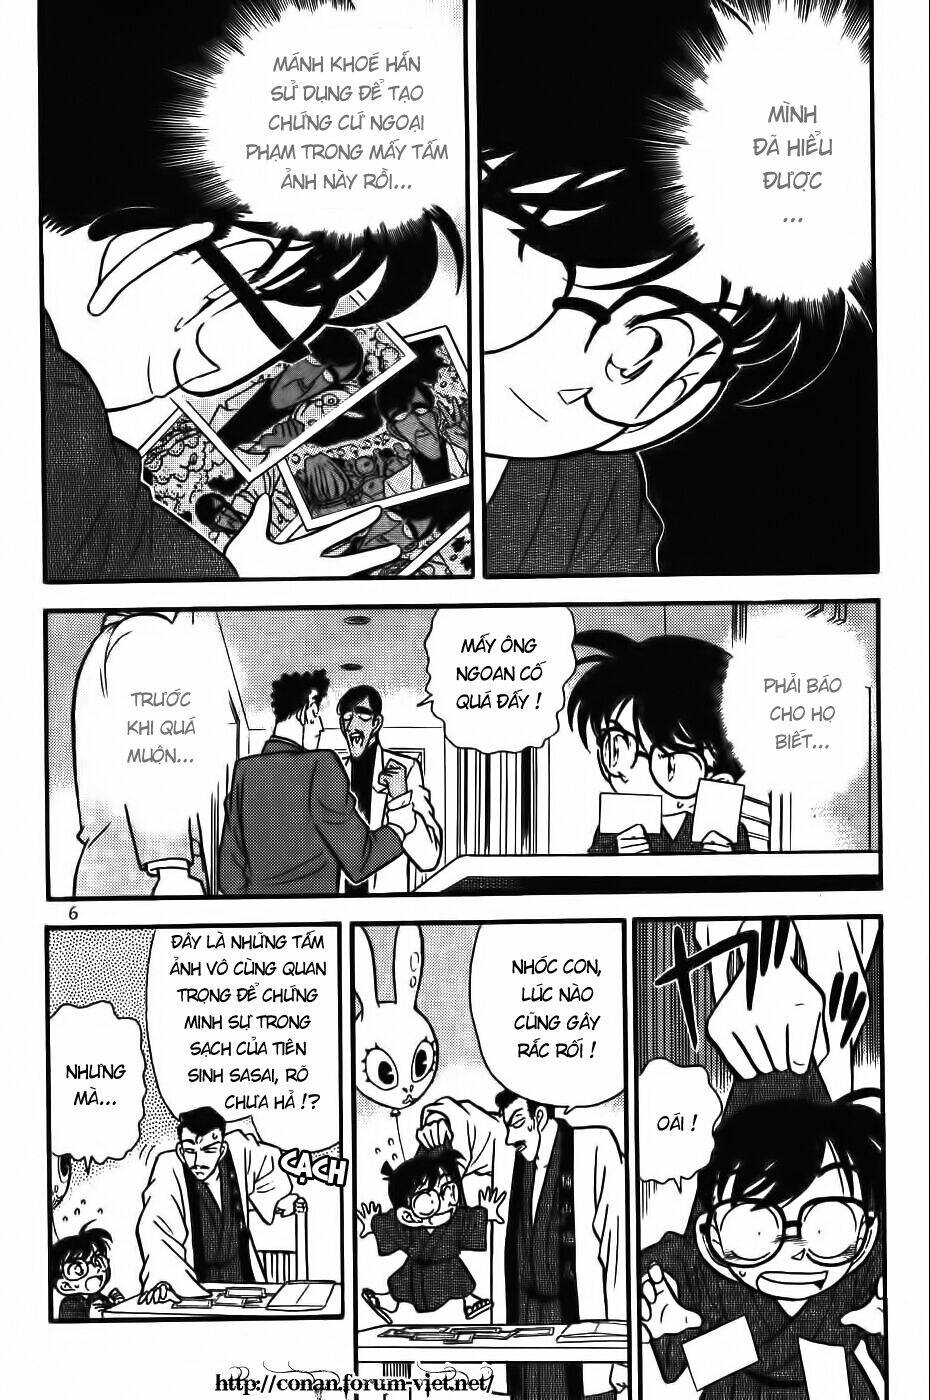 MÌNH
ĐÃ HIỂU
ĐƯỢC
...
MÁNH KHOÉ HẮN
SỬ DỤNG ĐỂ TẠO
CHỨNG CỨ NGOẠI
PHẠM TRONG MẤY TẤM
ẢNH NÀY RỒI...
PHẢI BÁO
CHO HỌ
BIẾT...
MẤY ÔNG
NGOAN CỐ
QUÁ ĐẤY !
TRƯỚC
KHI QUÁ
MUỘN...
6
OÁI !
NHÓC CON,
LÚC NÀO
CŨNG GÂY
RẮC RỐI !
ĐÂY LÀ NHỮNG TẤM
ẢNH VÔ CÙNG QUAN
TRỌNG ĐỂ CHỨNG
MINH SỰ TRONG
SẠCH CỦA TIÊN
SINH SASAI, RÕ
CHƯA HẢ !?
CẠCH
NHƯNG
MÀ...
http://conan.forum-viet.net/